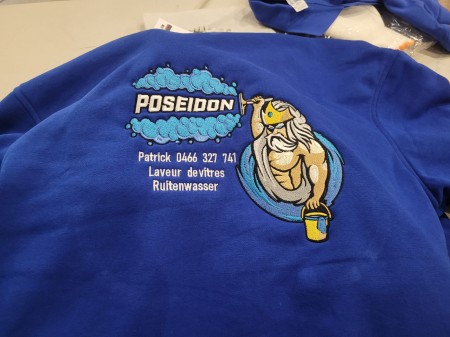 POSEIDON
Patrick 0466 327 741
Laveur devitres
Ruitenwasser